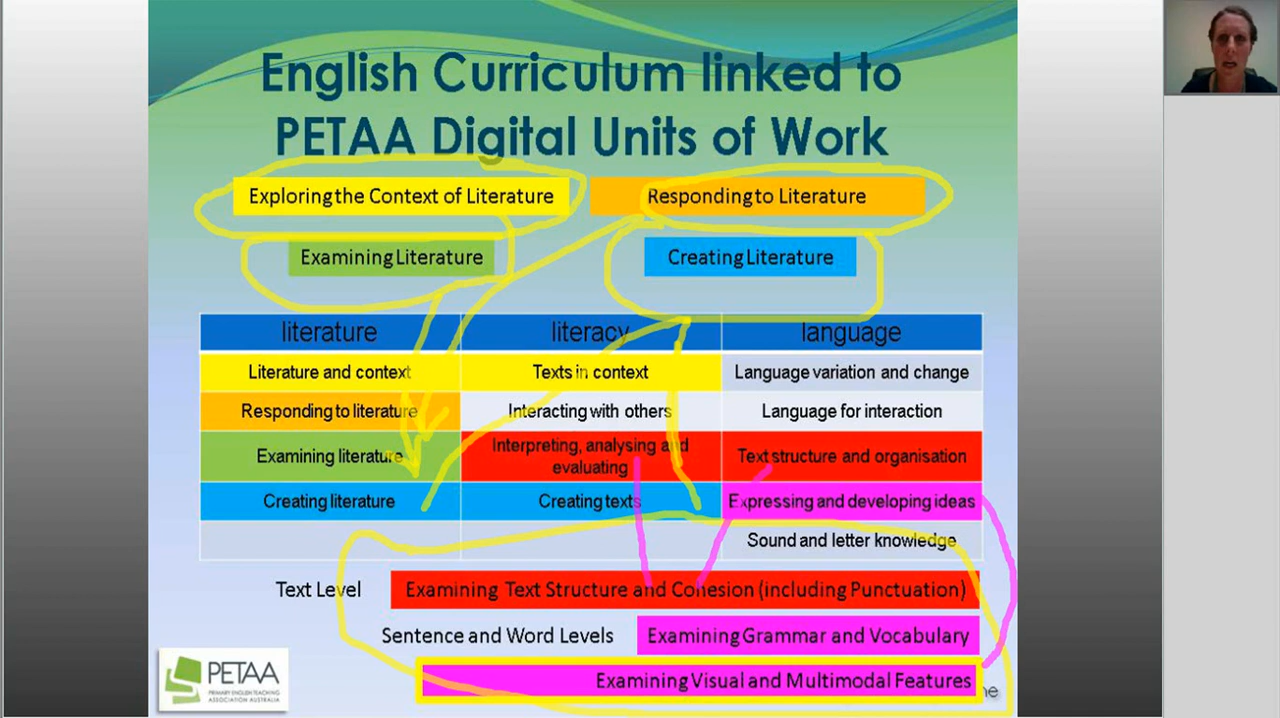 English Curriculum linked to
PETAA Digital Units of Work
Exploring the Context of Literature
Responding to Literature
Examining Literature
Creating Literature
literature literacy language
Literature and context Texts in context Language variation and change
Responding to literature Interacting with others Language for interaction
Examining literature Interpreting, analysing and evaluating Text structure and organisation
Creating literature Creating texts Expressing and developing ideas
Sound and letter knowledge
Text Level Examining Text Structure and Cohesion (including Punctuation)
Sentence and Word Levels Examining Grammar and Vocabulary
Examining Visual and Multimodal Features
PETAA
PRIMARY ENGLISH TEACHING
ASSOCIATION AUSTRALIA